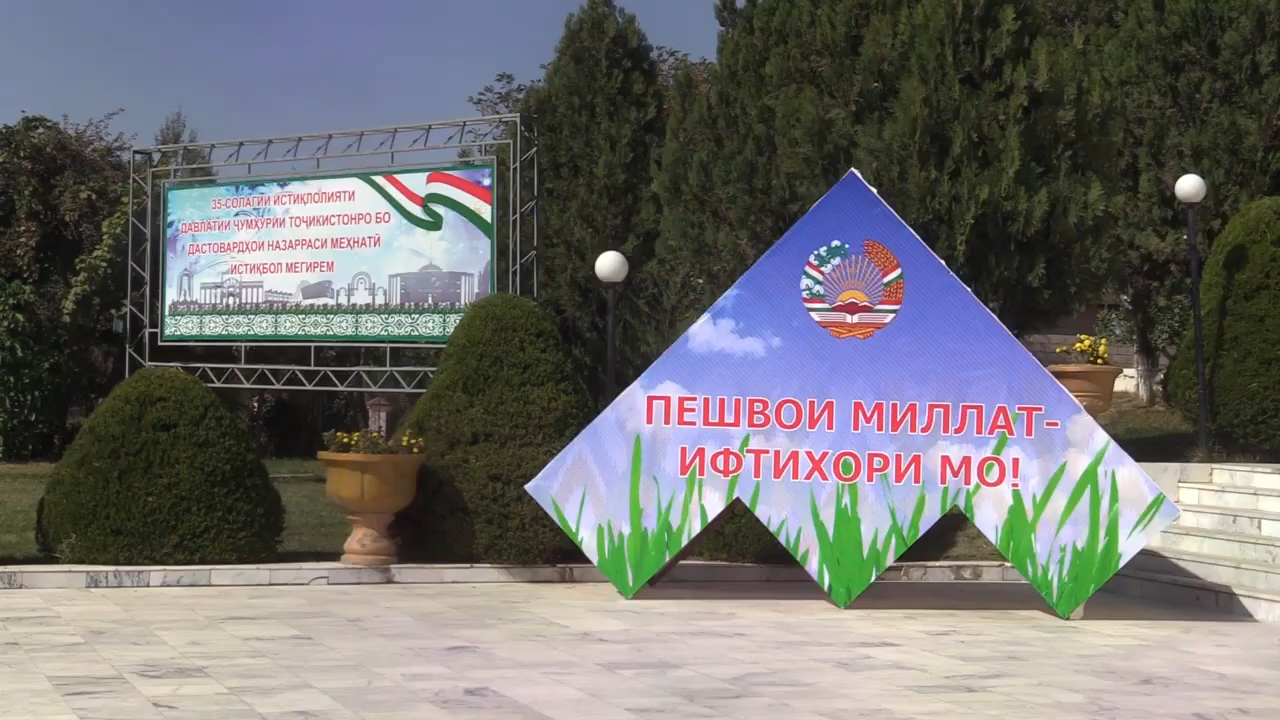 35-СОЛАГИИ ИСТИҚЛОЛИЯТИ
ДАВЛАТИИ ҶУМҲУРИИ ТОҶИКИСТОНРО БО
ДАСТОВАРДҲОИ НАЗАРРАСИ МЕҲНАТӢ
ИСТИҚБОЛ МЕГИРЕМ
ПЕШВОИ МИЛЛАТ-
ИФТИХОРИ МО!